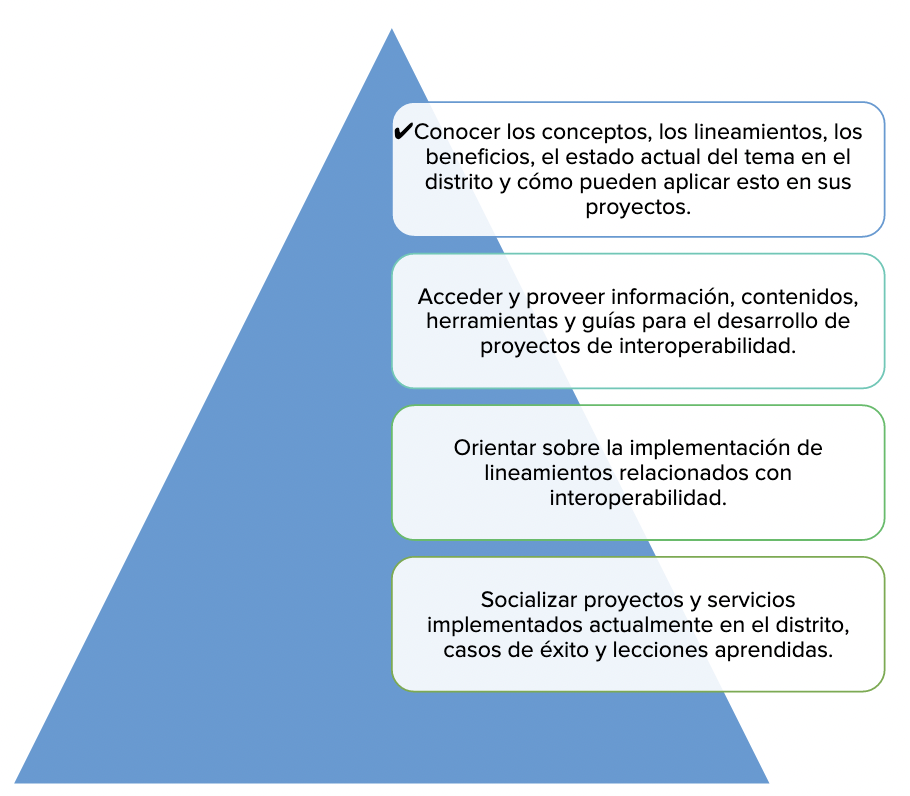 ✔Conocer los conceptos, los lineamientos, los
beneficios, el estado actual del tema en el
distrito y cómo pueden aplicar esto en sus
proyectos.
Acceder y proveer información, contenidos,
herramientas y guías para el desarrollo de
proyectos de interoperabilidad.
Orientar sobre la implementación de
lineamientos relacionados con
interoperabilidad.
Socializar proyectos y servicios
implementados actualmente en el distrito,
casos de éxito y lecciones aprendidas.